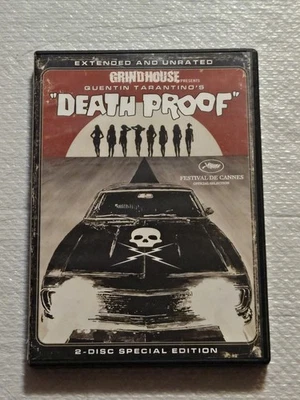 EXTENDED AND UNRATED
GRINDHOUSE PRESENTS
QUENTIN TARANTINO'S
"DEATH PROOF"
FESTIVAL DE CANNES
OFFICIAL SELECTION
2-DISC SPECIAL EDITION